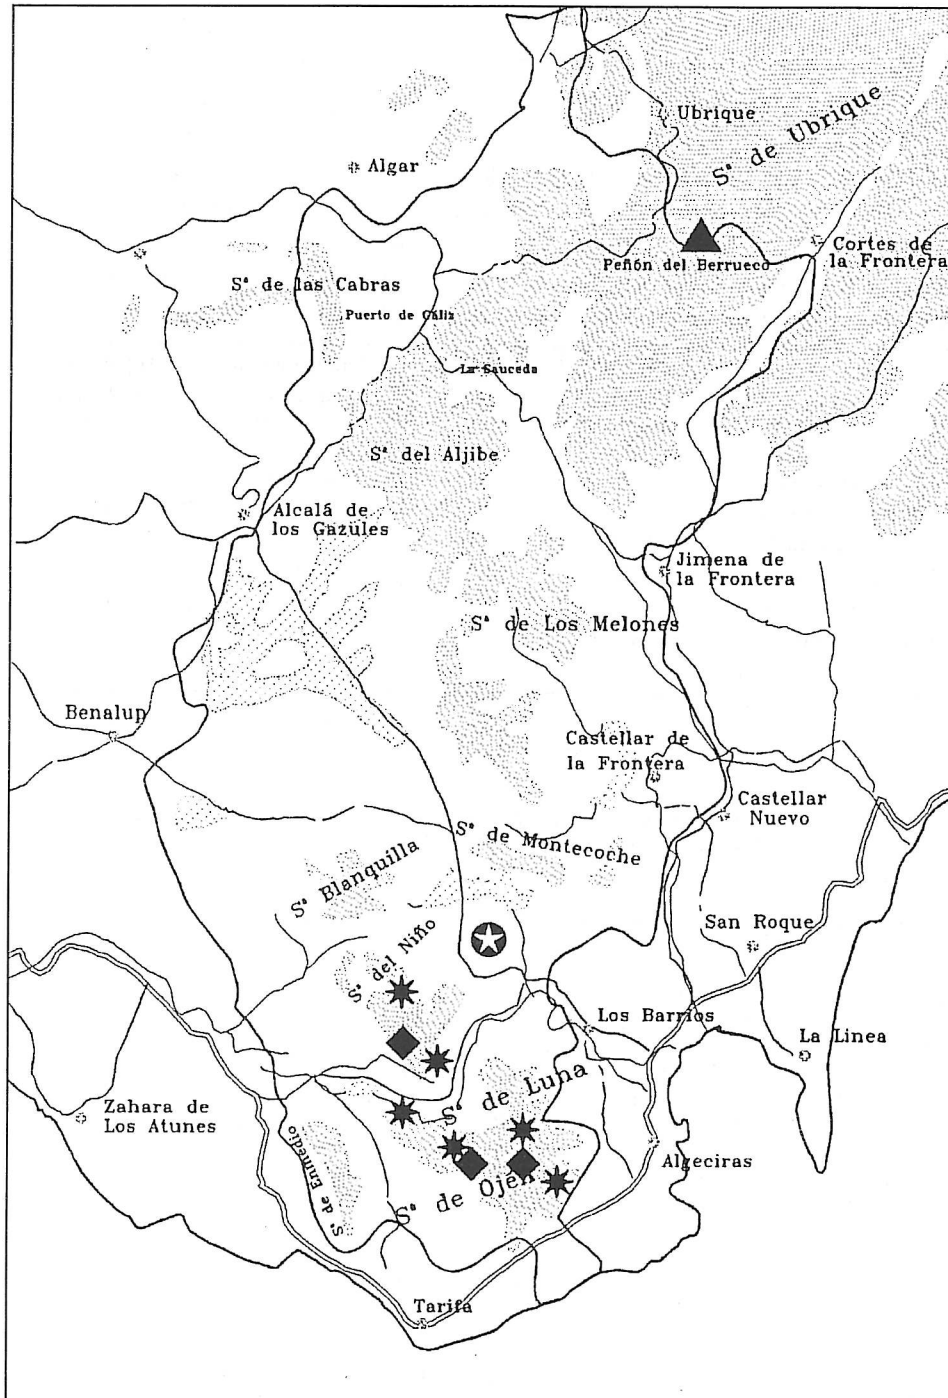 Ubrique
Sª de Ubrique
Algar
Cortes de
la Frontera
Peñón del Berrueco
Sª de las Cabras
Puerto de Cáliz
La Sauceda
Sª del Aljibe
Alcalá de
los Gazules
Jimena de
la Frontera
Sª de Los Melones
Benalup
Castellar de
la Frontera
Castellar
Nuevo
Sª de Montecoche
Sª Blanquilla
San Roque
Sª del Niño
Los Barrios
La Linea
Sª de Luna
Zahara de
Los Atunes
Sª de Enmedio
Algeciras
Sª de Ojén
Tarifa